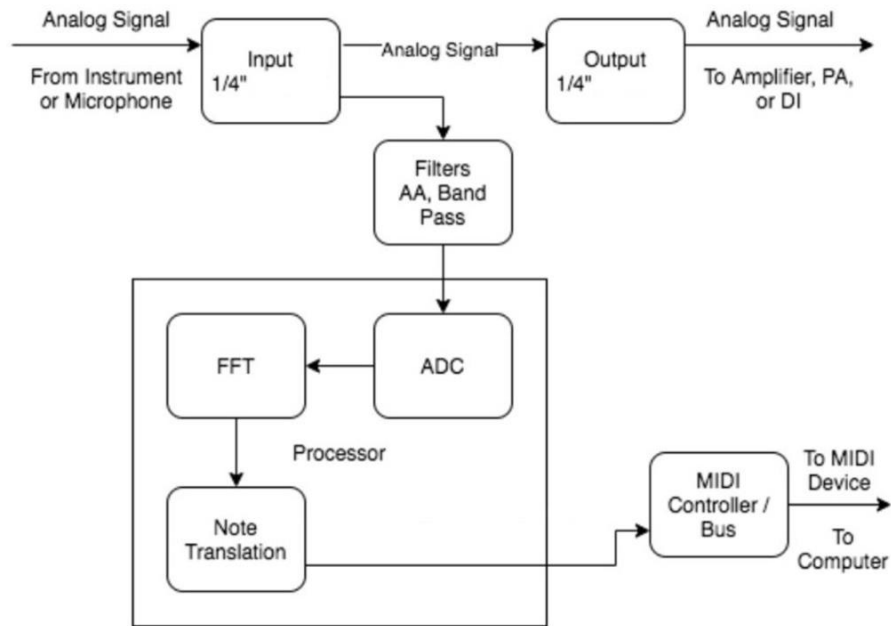 Analog Signal
From Instrument
or Microphone
Input
1/4"
Analog Signal
Output
1/4"
Analog Signal
To Amplifier, PA,
or DI
Filters
AA, Band
Pass
FFT
ADC
Processor
Note
Translation
MIDI
Controller /
Bus
To MIDI
Device
To
Computer